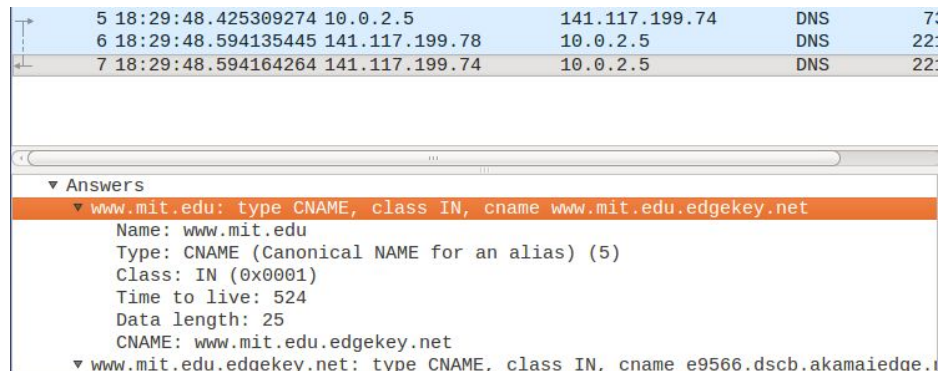 5 18:29:48.425309274 10.0.2.5 141.117.199.74 DNS
6 18:29:48.594135445 141.117.199.78 10.0.2.5 DNS
7 18:29:48.594164264 141.117.199.74 10.0.2.5 DNS
Answers
www.mit.edu: type CNAME, class IN, cname www.mit.edu.edgekey.net
Name: www.mit.edu
Type: CNAME (Canonical NAME for an alias) (5)
Class: IN (0x0001)
Time to live: 524
Data length: 25
CNAME: www.mit.edu.edgekey.net
www.mit.edu.edgekey.net: type CNAME, class IN, cname